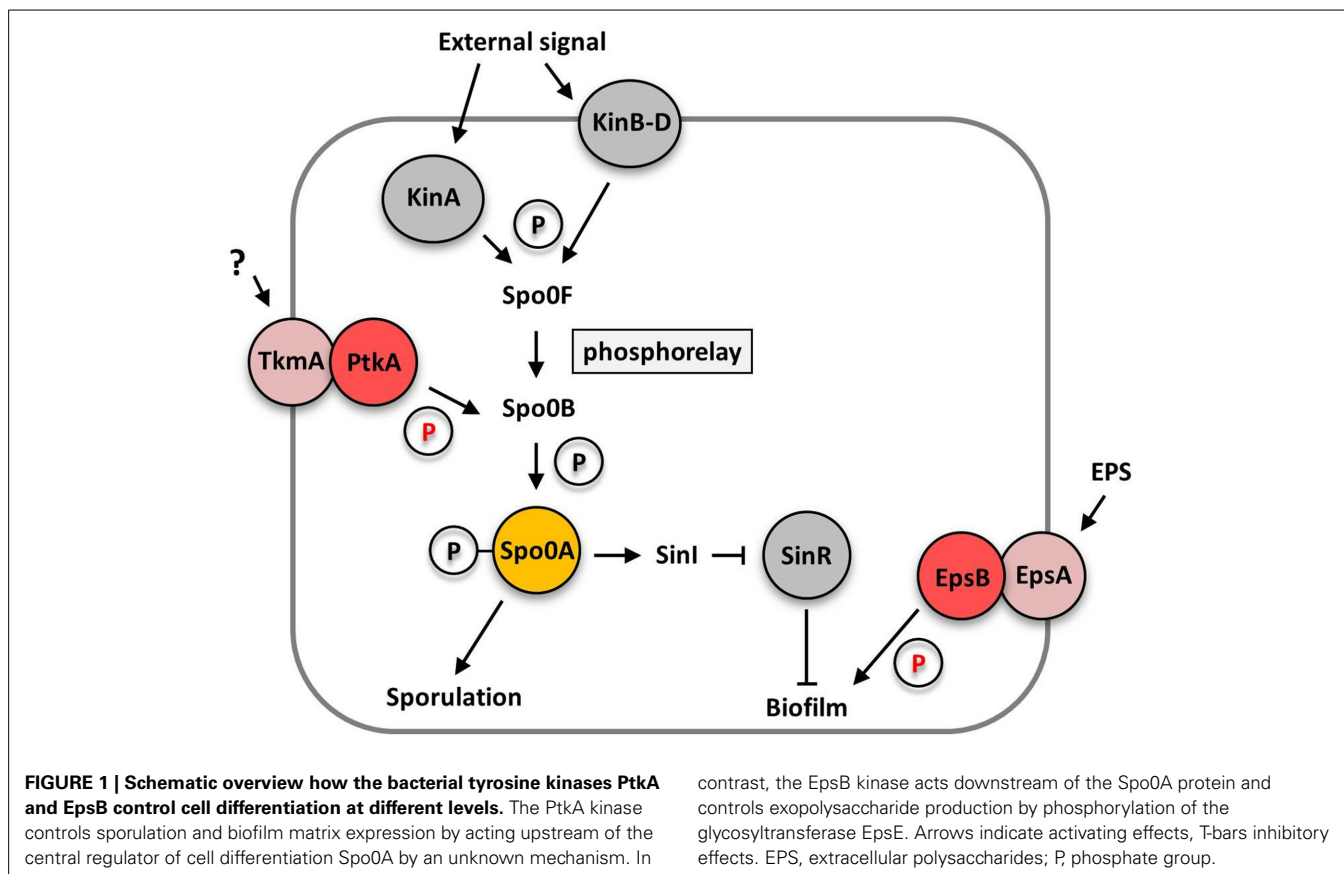 External signal
KinB-D
KinA
P
Spo0F
?
phosphorelay
TkmA
PtkA
Spo0B
P
P
EPS
P
Spo0A
SinI
SinR
EpsB
EpsA
P
Sporulation
Biofilm
FIGURE 1 | Schematic overview how the bacterial tyrosine kinases PtkA
and EpsB control cell differentiation at different levels. The PtkA kinase
controls sporulation and biofilm matrix expression by acting upstream of the
central regulator of cell differentiation Spo0A by an unknown mechanism. In
contrast, the EpsB kinase acts downstream of the Spo0A protein and
controls exopolysaccharide production by phosphorylation of the
glycosyltransferase EpsE. Arrows indicate activating effects, T-bars inhibitory
effects. EPS, extracellular polysaccharides; P, phosphate group.